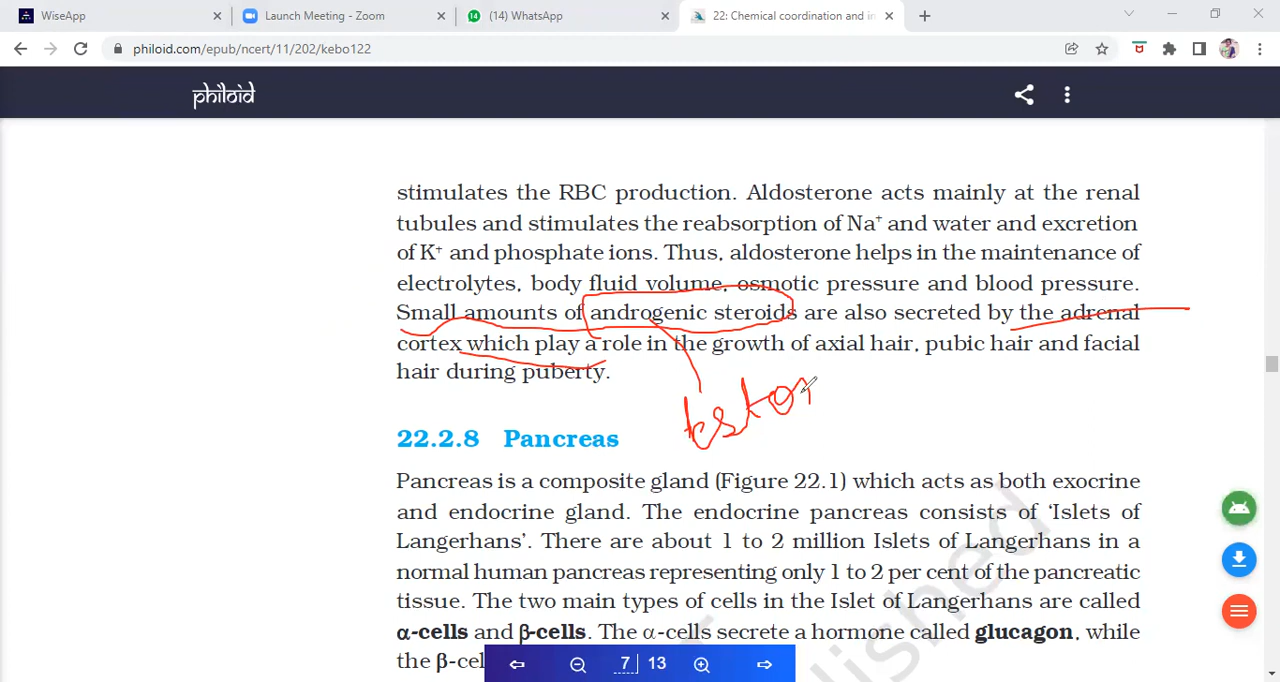 WiseApp
Launch Meeting - Zoom
(14) WhatsApp
22: Chemical coordination and in
philoid.com/epub/ncert/11/202/kebo122
philoid
stimulates the RBC production. Aldosterone acts mainly at the renal
tubules and stimulates the reabsorption of Na⁺ and water and excretion
of K⁺ and phosphate ions. Thus, aldosterone helps in the maintenance of
electrolytes, body fluid volume, osmotic pressure and blood pressure.
Small amounts of androgenic steroids are also secreted by the adrenal
cortex which play a role in the growth of axial hair, pubic hair and facial
hair during puberty.
22.2.8 Pancreas
Pancreas is a composite gland (Figure 22.1) which acts as both exocrine
and endocrine gland. The endocrine pancreas consists of ‘Islets of
Langerhans’. There are about 1 to 2 million Islets of Langerhans in a
normal human pancreas representing only 1 to 2 per cent of the pancreatic
tissue. The two main types of cells in the Islet of Langerhans are called
α-cells and β-cells. The α-cells secrete a hormone called glucagon, while
the β-cel
7 13